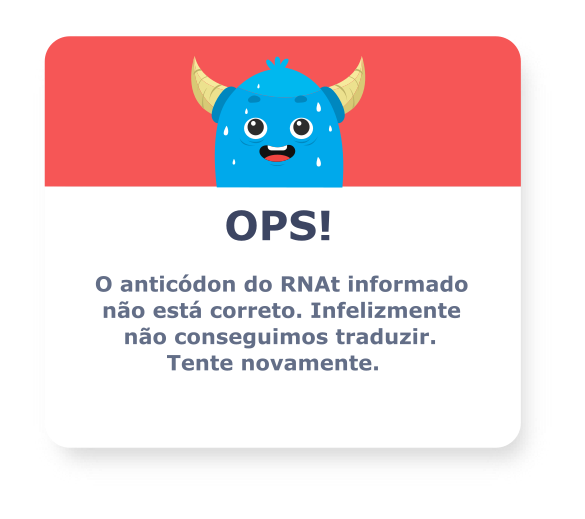 OPS!
O anticódon do RNAt informado
não está correto. Infelizmente
não conseguimos traduzir.
Tente novamente.